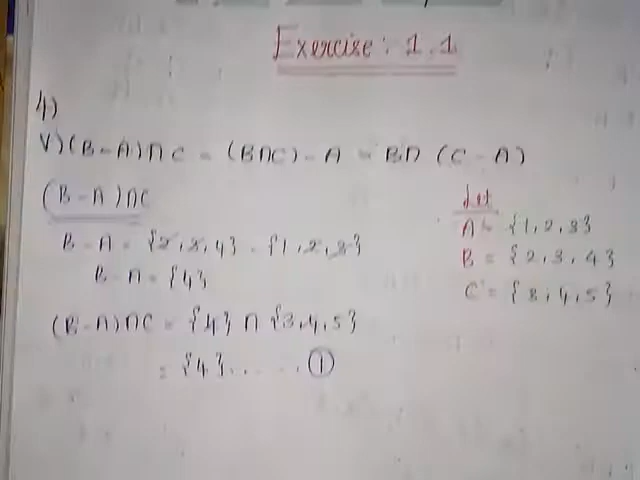 Exercise : 1.1
4)
V) (B-A)∩C = (B∩C)-A = B∩ (C-A)
(B-A)∩C
B-A = {2,3,4} - {1,2,3}
B-A = {4}
(B-A)∩C = {4} ∩ {3,4,5}
= {4} ...... ①
Let
A = {1,2,3}
B = {2,3,4}
C = {3,4,5}